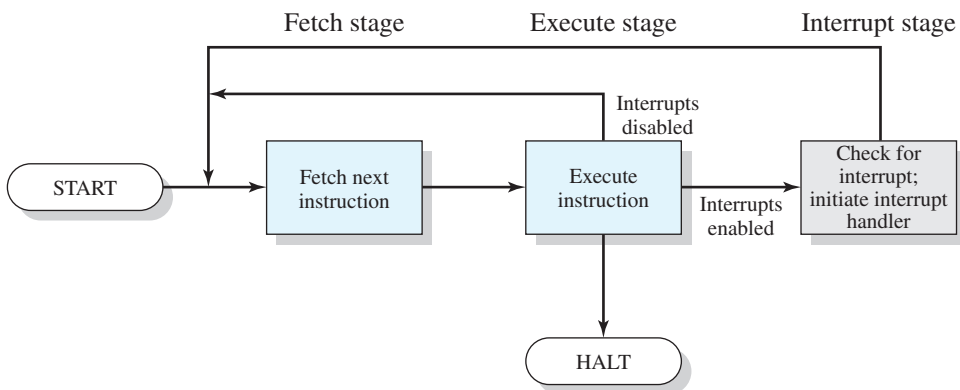 Fetch stage
Execute stage
Interrupt stage
Interrupts
disabled
START
Fetch next
instruction
Execute
instruction
Interrupts
enabled
Check for
interrupt;
initiate interrupt
handler
HALT